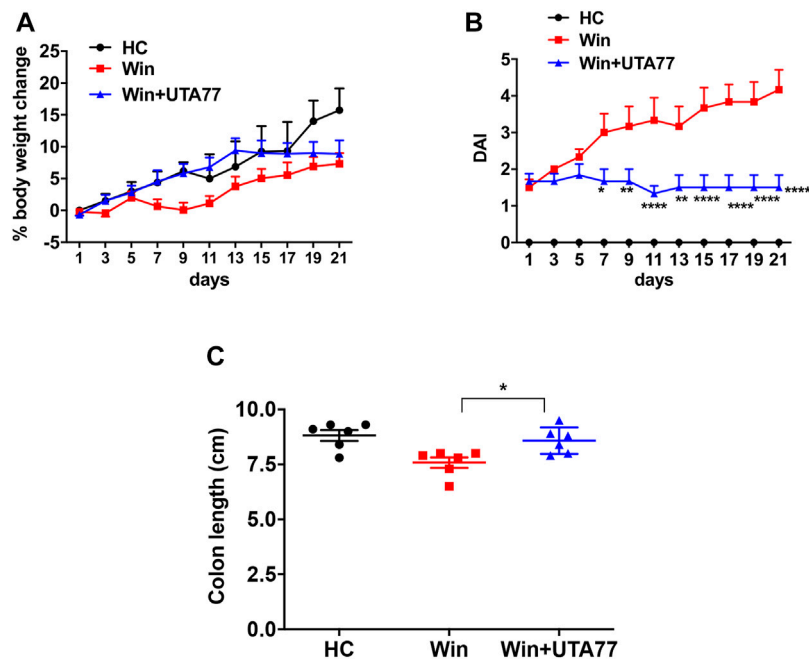 A
HC
Win
Win+UTA77
% body weight change
25
20
15
10
5
0
-5
1 3 5 7 9 11 13 15 17 19 21
days
B
HC
Win
Win+UTA77
DAI
5
4
3
2
1
0
* ** **** ** **** **** **** ****
1 3 5 7 9 11 13 15 17 19 21
days
C
*
Colon length (cm)
10.0
7.5
5.0
2.5
0.0
HC Win Win+UTA77